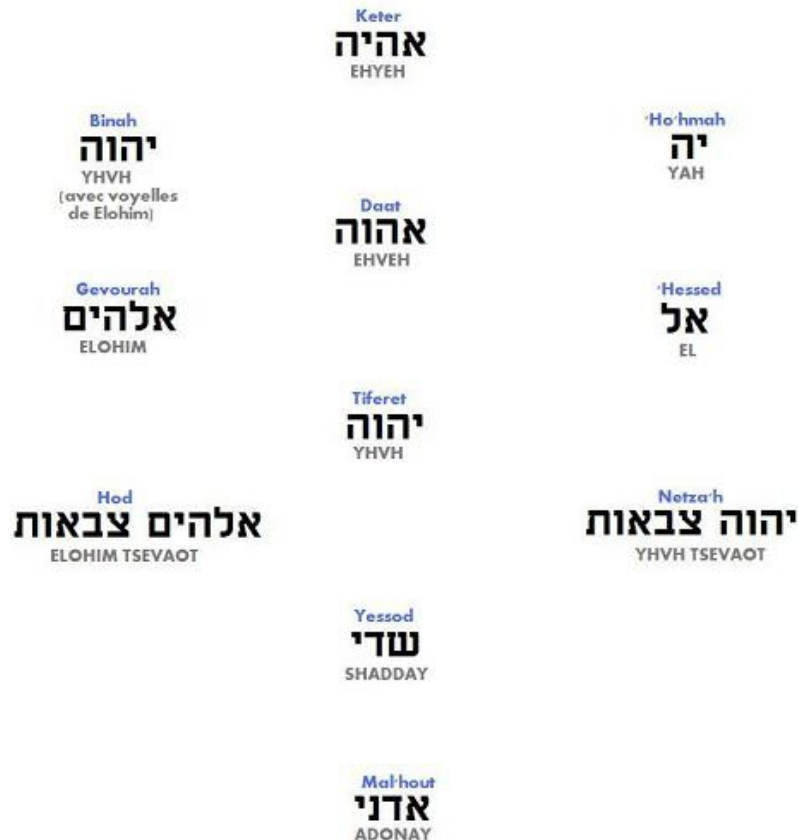 Keter
אהיה
EHYEH
Binah
יהוה
YHVH
(avec voyelles
de Elohim)
'Ho'hmah
יה
YAH
Daat
אהוה
EHVEH
Gevourah
אלהים
ELOHIM
'Hessed
אל
EL
Tiferet
יהוה
YHVH
Hod
אלהים צבאות
ELOHIM TSEVAOT
Netza'h
יהוה צבאות
YHVH TSEVAOT
Yessod
שדי
SHADDAY
Mal'hout
אדני
ADONAY